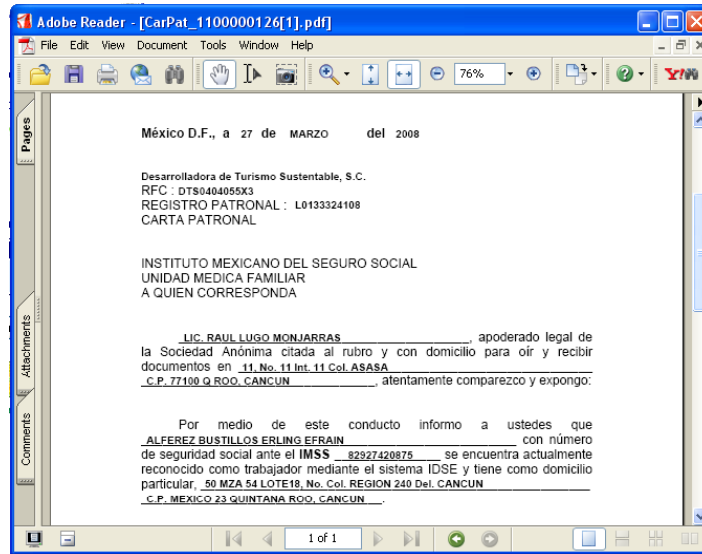 Adobe Reader - [CarPat_1100000126[1].pdf]
File Edit View Document Tools Window Help
76%
Y!
Pages
Attachments
Comments
México D.F., a 27 de MARZO del 2008
Desarrolladora de Turismo Sustentable, S.C.
RFC : DTS0404055X3
REGISTRO PATRONAL : L0133324108
CARTA PATRONAL
INSTITUTO MEXICANO DEL SEGURO SOCIAL
UNIDAD MEDICA FAMILIAR
A QUIEN CORRESPONDA
LIC. RAUL LUGO MONJARRAS, apoderado legal de
la Sociedad Anónima citada al rubro y con domicilio para oír y recibir
documentos en 11, No. 11 Int. 11 Col. ASASA
C.P. 77100 Q ROO, CANCUN, atentamente comparezco y expongo:
Por medio de este conducto informo a ustedes que
ALFEREZ BUSTILLOS ERLING EFRAIN con número
de seguridad social ante el IMSS 82927420875 se encuentra actualmente
reconocido como trabajador mediante el sistema IDSE y tiene como domicilio
particular, 50 MZA 54 LOTE18, No. Col. REGION 240 Del. CANCUN
C.P. MEXICO 23 QUINTANA ROO, CANCUN.
1 of 1